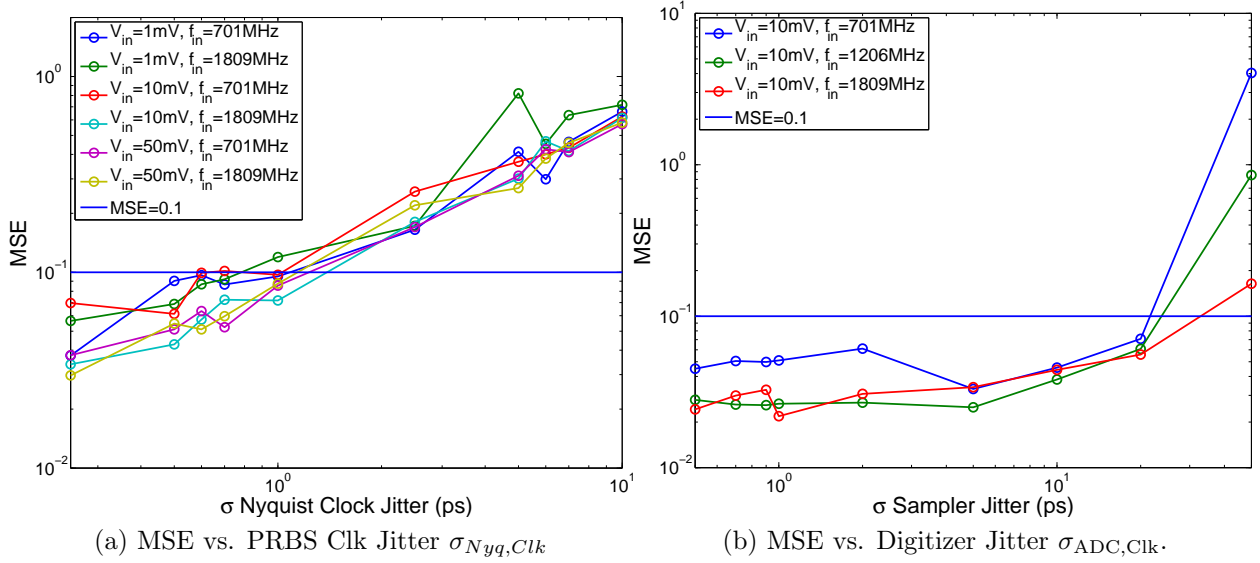 V_in=1mV, f_in=701MHz
V_in=1mV, f_in=1809MHz
V_in=10mV, f_in=701MHz
V_in=10mV, f_in=1809MHz
V_in=50mV, f_in=701MHz
V_in=50mV, f_in=1809MHz
MSE=0.1
MSE
10^0
10^-1
10^-2
10^0
10^1
σ Nyquist Clock Jitter (ps)
(a) MSE vs. PRBS Clk Jitter σ_Nyq,Clk
V_in=10mV, f_in=701MHz
V_in=10mV, f_in=1206MHz
V_in=10mV, f_in=1809MHz
MSE=0.1
MSE
10^1
10^0
10^-1
10^-2
10^0
10^1
σ Sampler Jitter (ps)
(b) MSE vs. Digitizer Jitter σ_ADC,Clk.